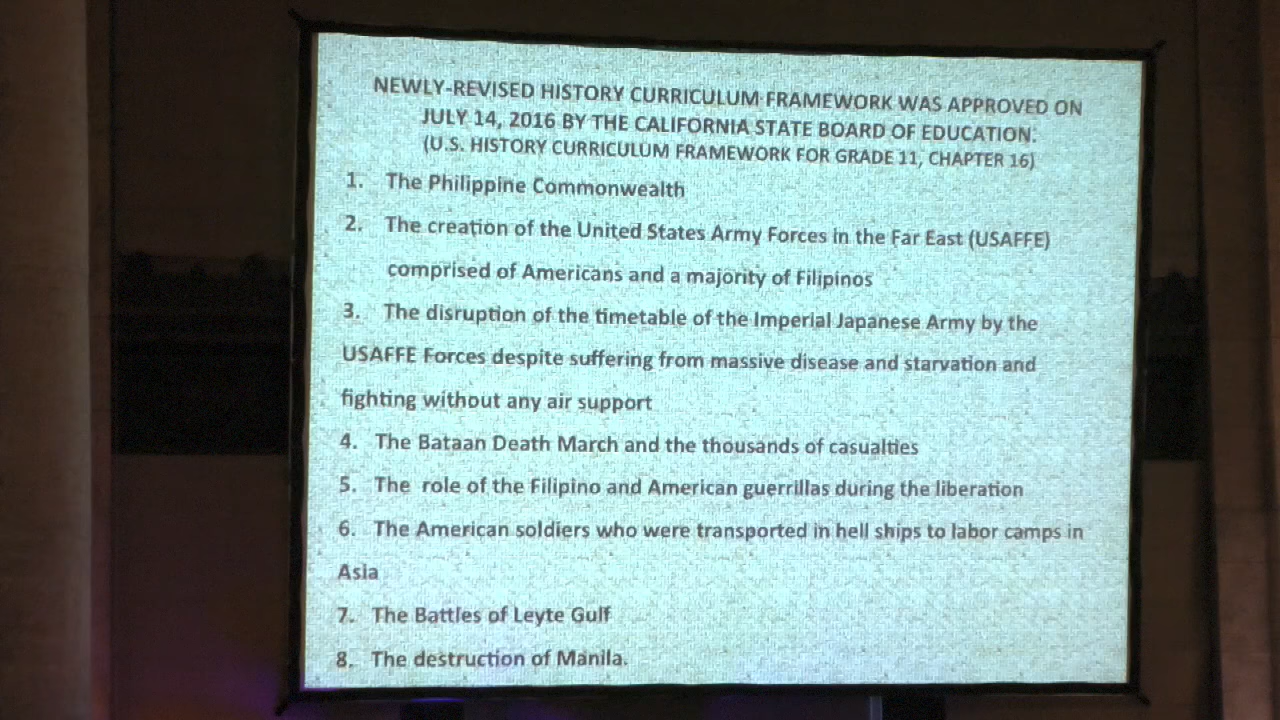 NEWLY-REVISED HISTORY CURRICULUM FRAMEWORK WAS APPROVED ON
JULY 14, 2016 BY THE CALIFORNIA STATE BOARD OF EDUCATION.
(U.S. HISTORY CURRICULUM FRAMEWORK FOR GRADE 11, CHAPTER 16)
1. The Philippine Commonwealth
2. The creation of the United States Army Forces in the Far East (USAFFE)
comprised of Americans and a majority of Filipinos
3. The disruption of the timetable of the Imperial Japanese Army by the
USAFFE Forces despite suffering from massive disease and starvation and
fighting without any air support
4. The Bataan Death March and the thousands of casualties
5. The role of the Filipino and American guerrillas during the liberation
6. The American soldiers who were transported in hell ships to labor camps in
Asia
7. The Battles of Leyte Gulf
8. The destruction of Manila.